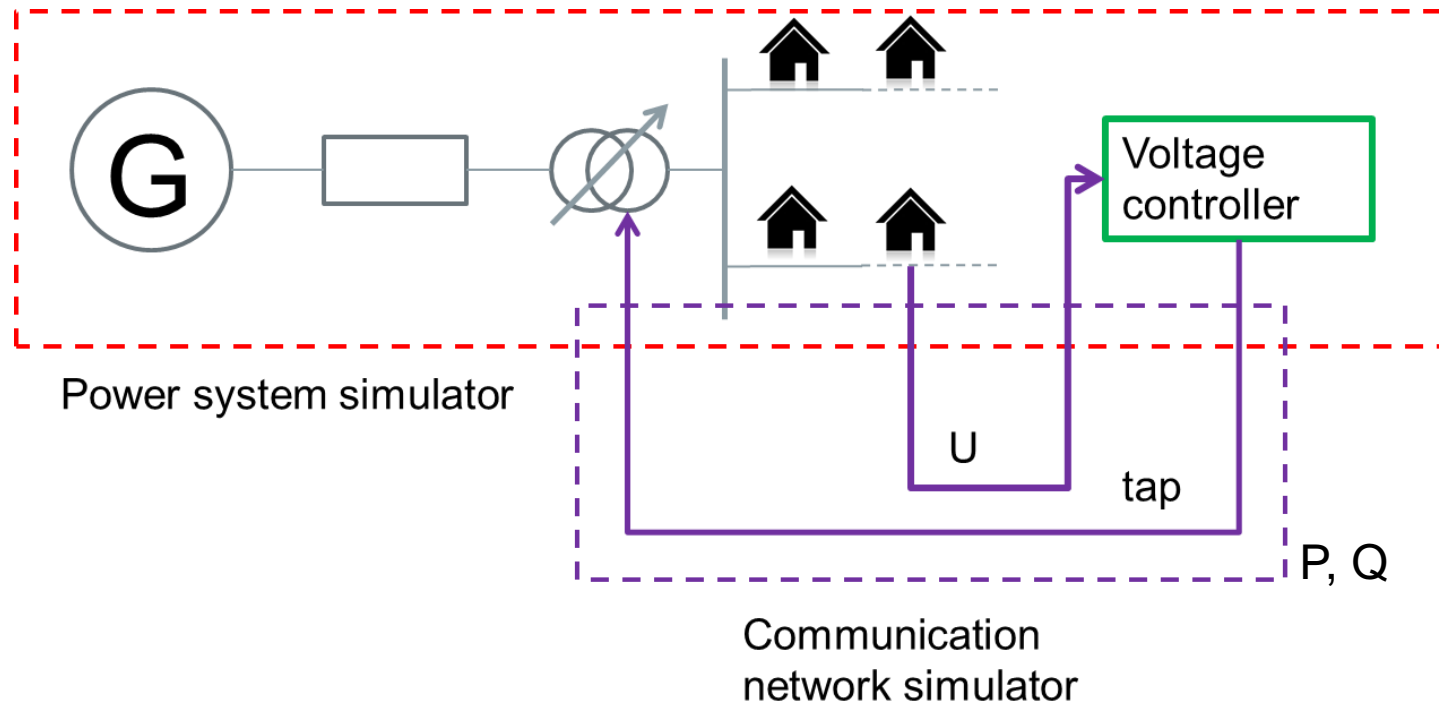 G
Voltage
controller
Power system simulator
U
tap
P, Q
Communication
network simulator